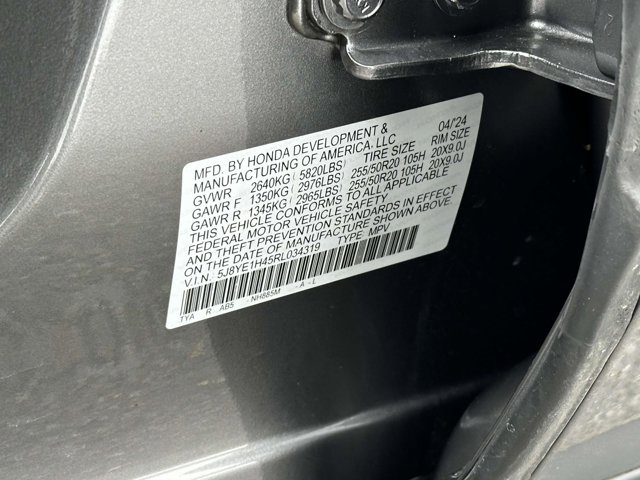 MFD. BY HONDA DEVELOPMENT & 04/'24
MANUFACTURING OF AMERICA, LLC
GVWR 2640KG ( 5820LBS) TIRE SIZE RIM SIZE
GAWR F 1350KG ( 2976LBS) 255/50R20 105H 20X9.0J
GAWR R 1345KG ( 2965LBS) 255/50R20 105H 20X9.0J
THIS VEHICLE CONFORMS TO ALL APPLICABLE
FEDERAL MOTOR VEHICLE SAFETY
AND THEFT PREVENTION STANDARDS IN EFFECT
ON THE DATE OF MANUFACTURE SHOWN ABOVE.
V.I.N: 5J8YE1H45RL034319 TYPE: MPV
TYA R AB5 -NH885M -A-L